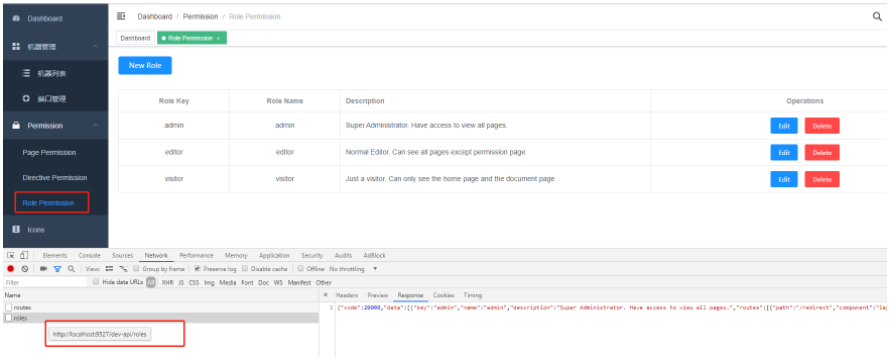 Dashboard
机器管理
机器列表
端口管理
Permission
Page Permission
Directive Permission
Role Permission
Icons
Dashboard / Permission / Role Permission
Dashboard Role Permission ×
New Role
Role Key Role Name Description Operations
admin admin Super Administrator. Have access to view all pages. Edit Delete
editor editor Normal Editor. Can see all pages except permission page Edit Delete
visitor visitor Just a visitor. Can only see the home page and the document page Edit Delete
Elements Console Sources Network Performance Memory Application Security Audits AdBlock
View: Group by frame Preserve log Disable cache Offline No throttling
Filter Hide data URLs All XHR JS CSS Img Media Font Doc WS Manifest Other
Name × Headers Preview Response Cookies Timing
routes 1 {"code":20000,"data":[{"key":"admin","name":"admin","description":"Super Administrator. Have access to view all pages.","routes":[{"path":"/redirect","component":"lay
roles
http://localhost:9527/dev-api/roles